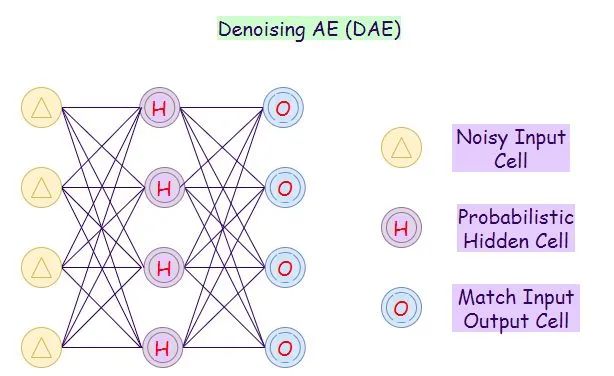 Denoising AE (DAE)
H O
H O
H O
H O
Noisy Input
Cell
H
Probabilistic
Hidden Cell
O
Match Input
Output Cell